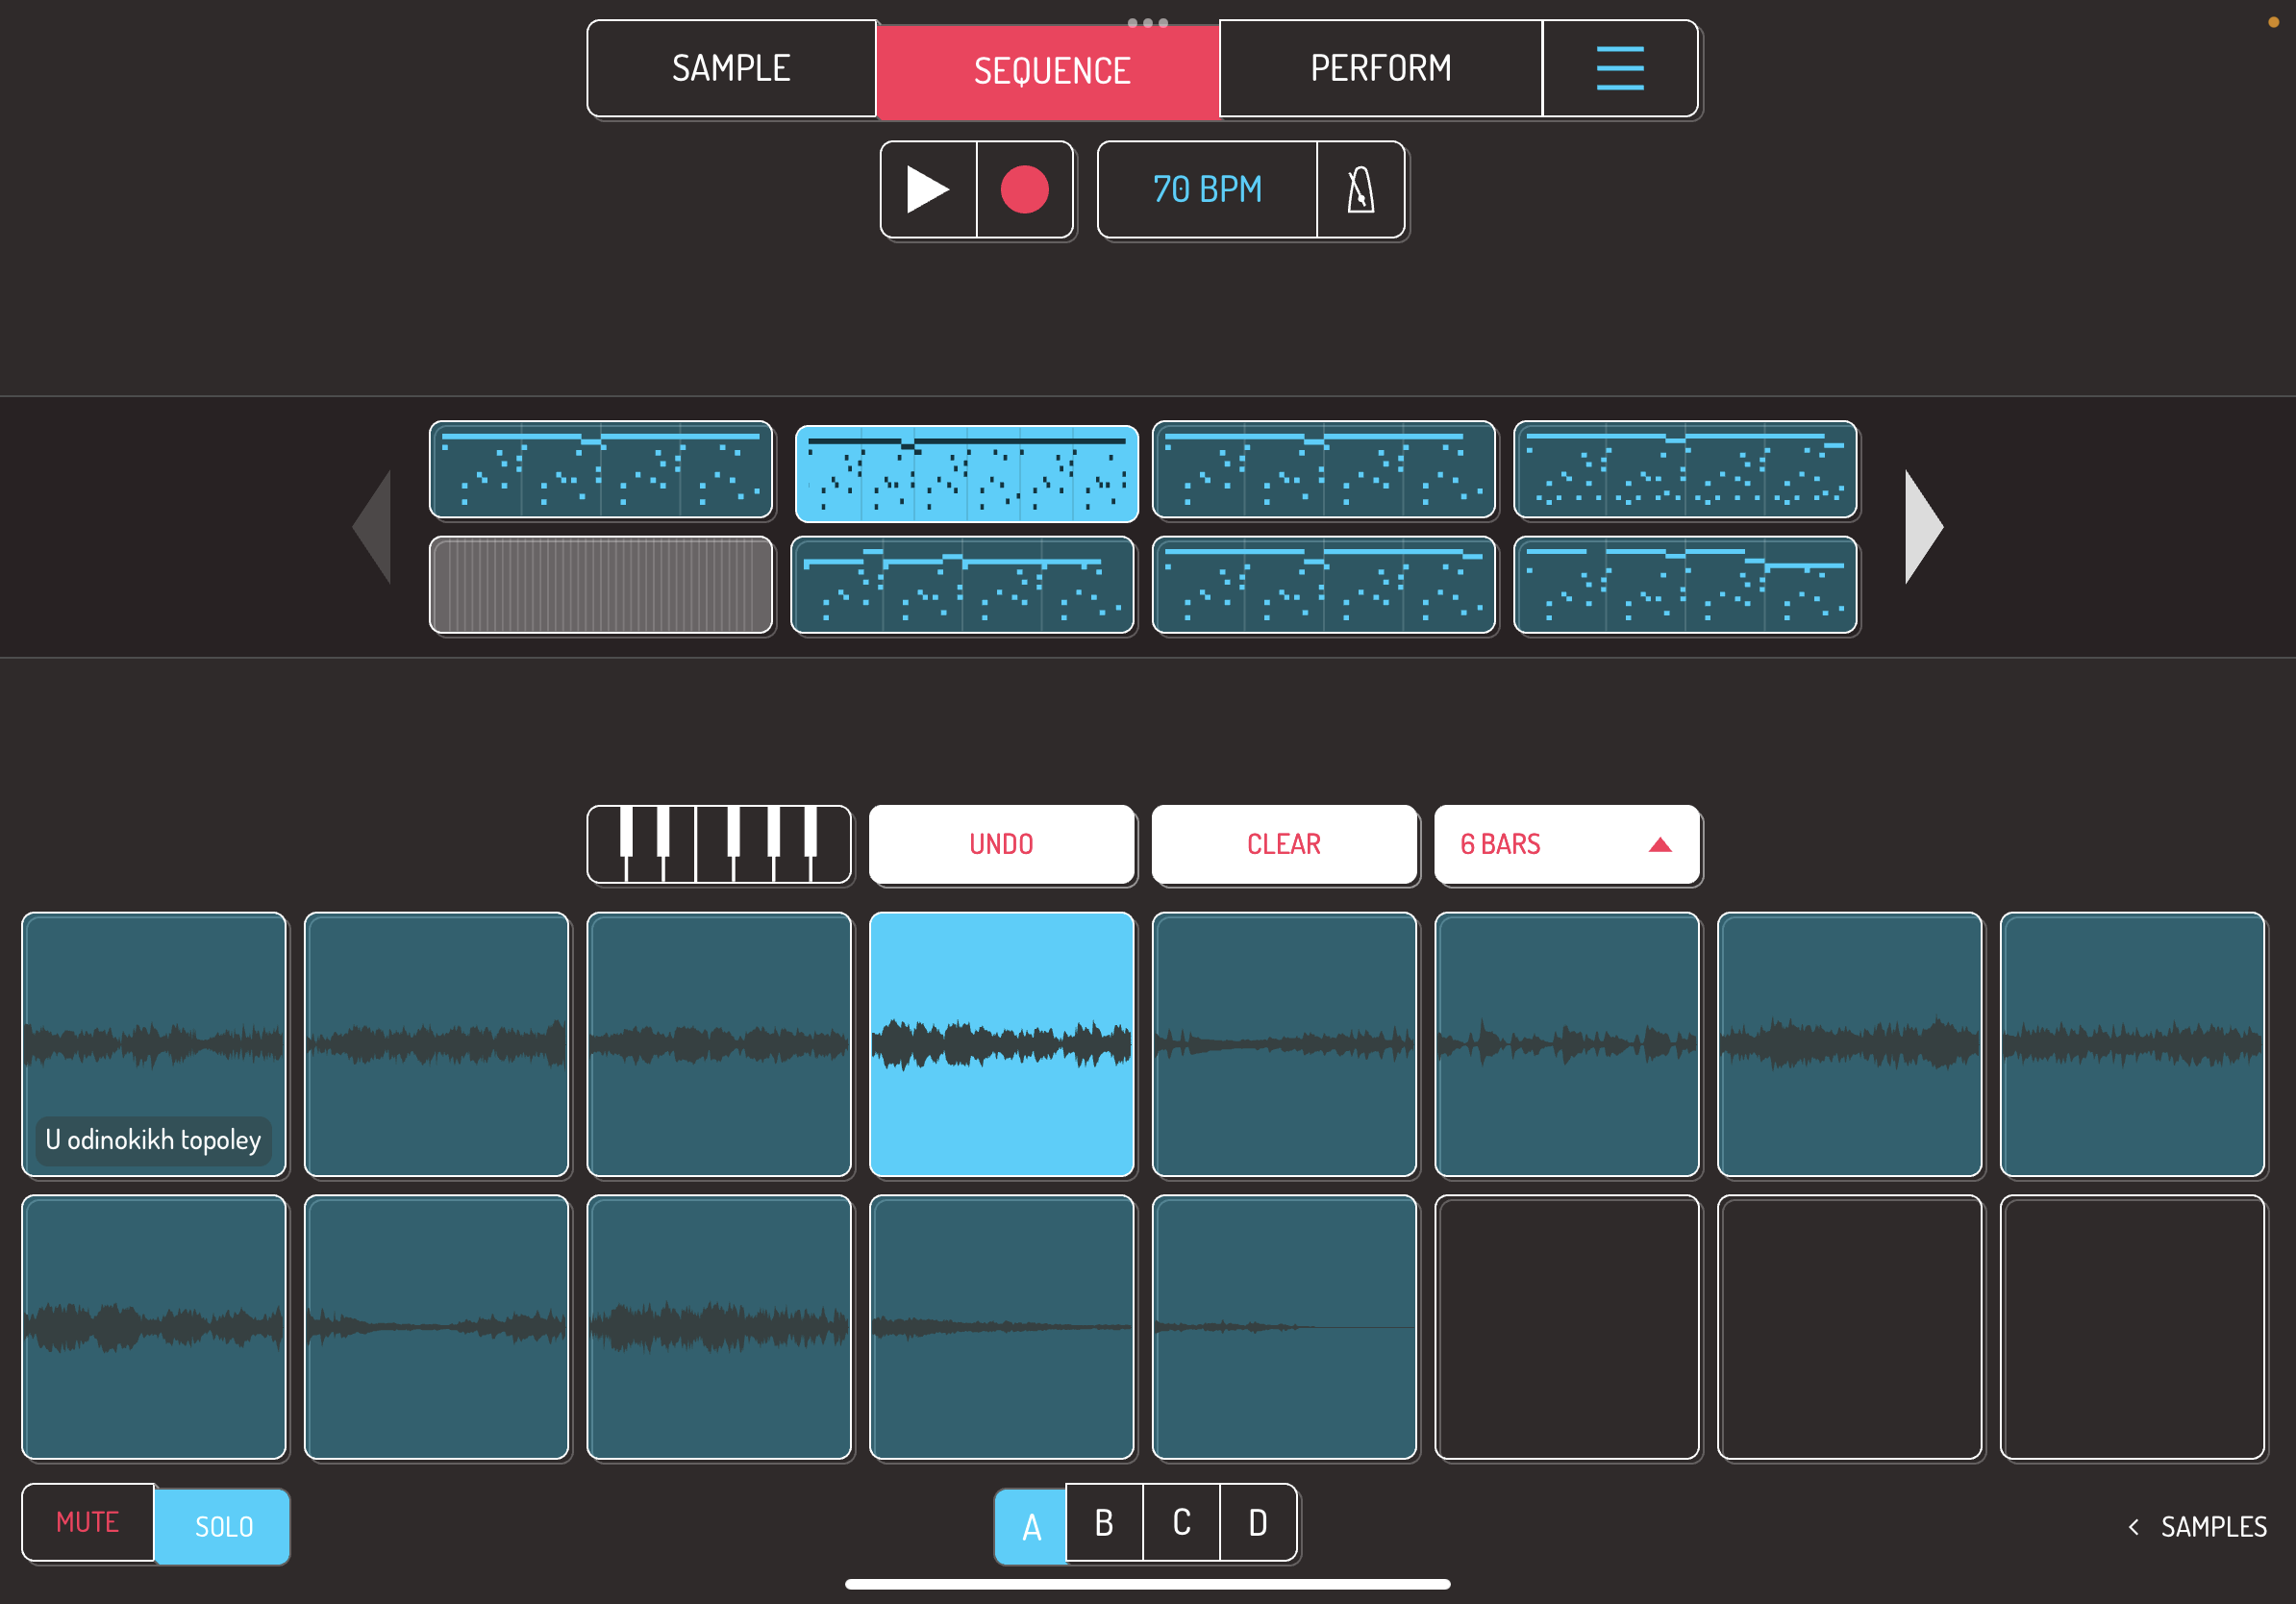 SAMPLE
SEQUENCE
PERFORM
70 BPM
UNDO
CLEAR
6 BARS
U odinokikh topoley
MUTE
SOLO
A
B
C
D
< SAMPLES